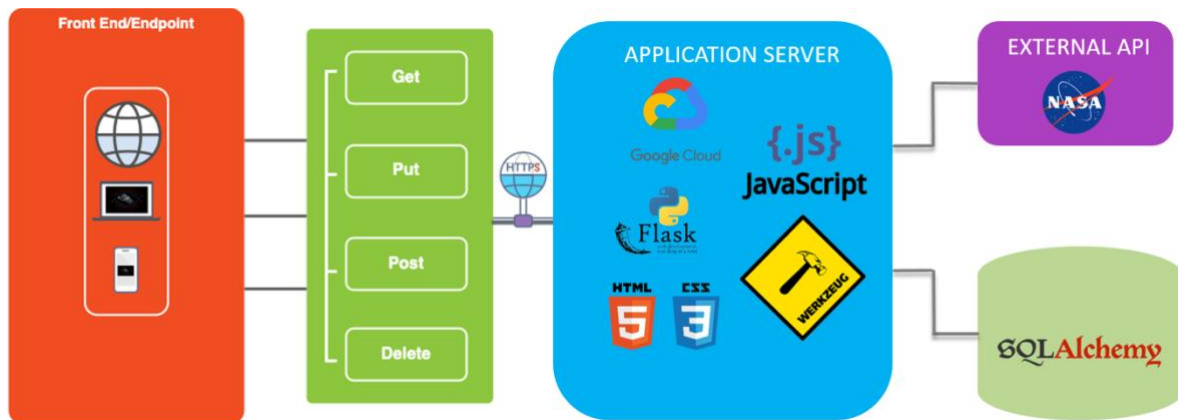 Front End/Endpoint
Get
Put
Post
Delete
HTTPS
APPLICATION SERVER
Google Cloud
{.js}
JavaScript
Flask
HTML
5
CSS
3
WERKZEUG
EXTERNAL API
NASA
SQLAlchemy